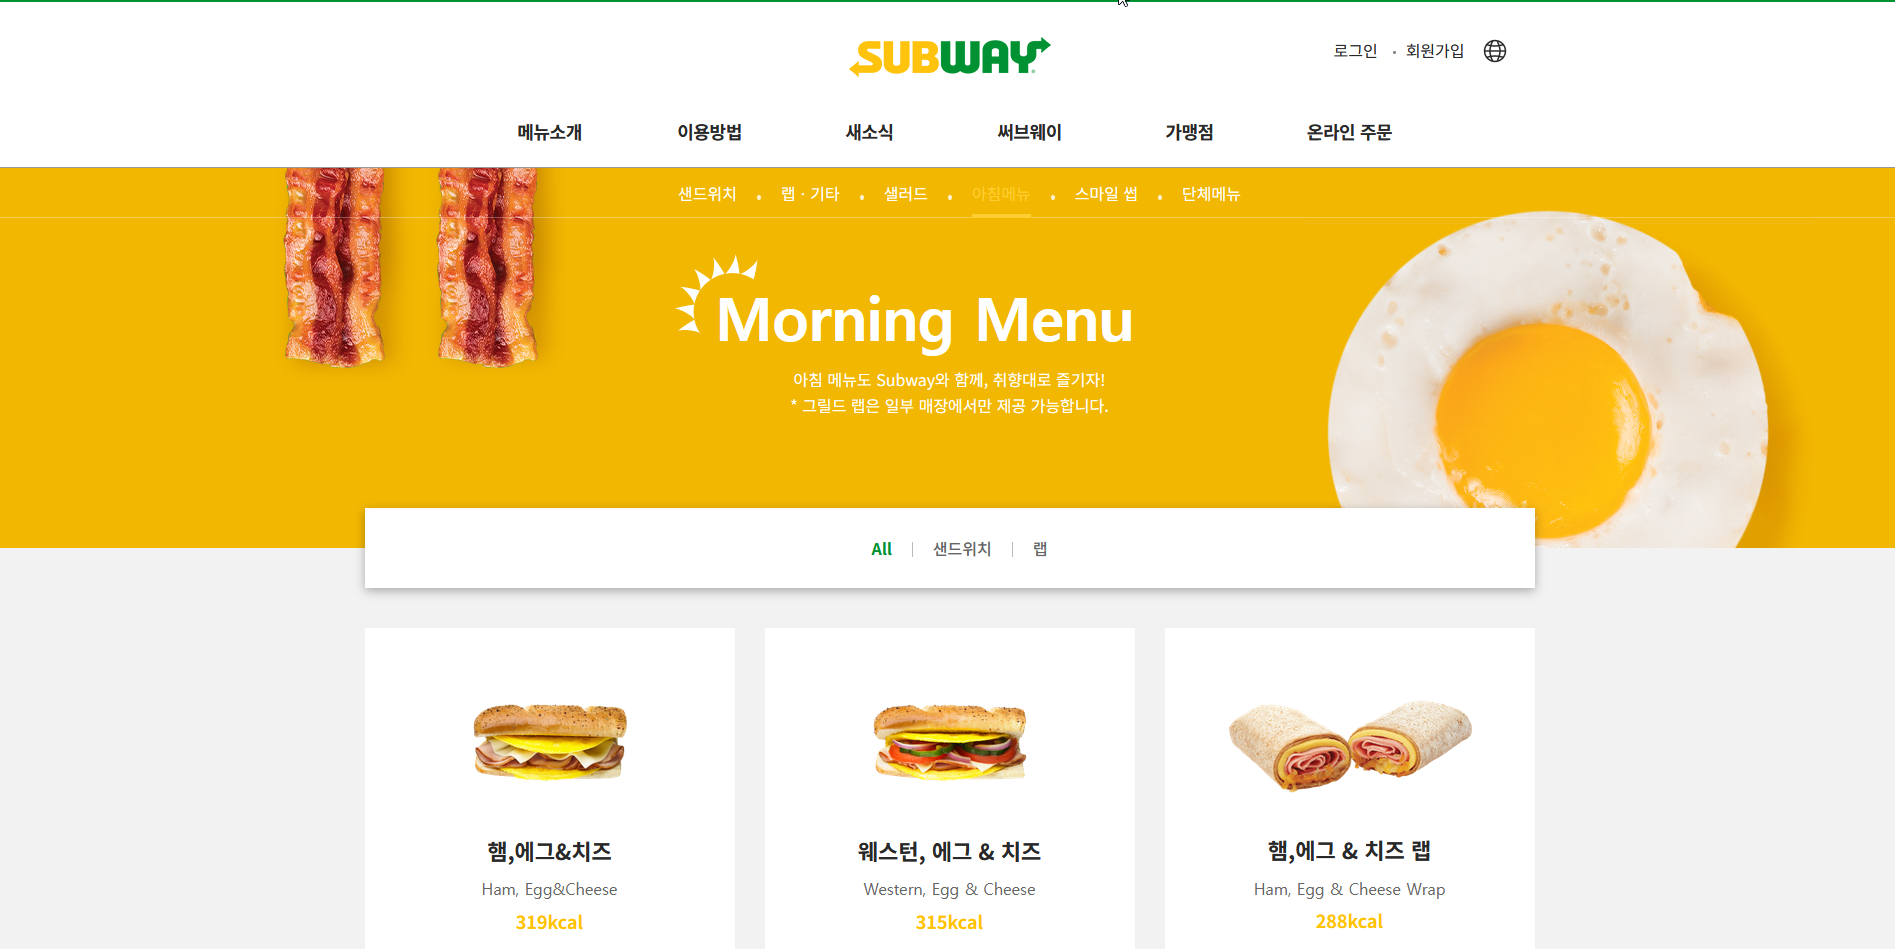 SUBWAY
로그인 · 회원가입
메뉴소개 이용방법 새소식 써브웨이 가맹점 온라인 주문
샌드위치 • 랩 · 기타 • 샐러드 • 아침메뉴 • 스마일 썹 • 단체메뉴
Morning Menu
아침 메뉴도 Subway와 함께, 취향대로 즐기자!
* 그릴드 랩은 일부 매장에서만 제공 가능합니다.
All | 샌드위치 | 랩
햄,에그&치즈
Ham, Egg&Cheese
319kcal
웨스턴, 에그 & 치즈
Western, Egg & Cheese
315kcal
햄,에그 & 치즈 랩
Ham, Egg & Cheese Wrap
288kcal